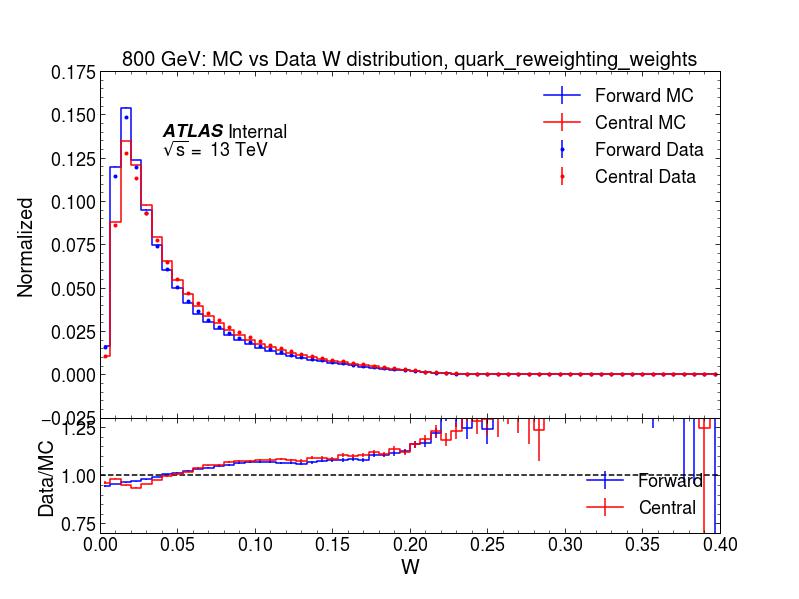 800 GeV: MC vs Data W distribution, quark_reweighting_weights
0.175
0.150
0.125
0.100
0.075
0.050
0.025
0.000
−0.025
Normalized
ATLAS Internal
√s = 13 TeV
Forward MC
Central MC
Forward Data
Central Data
1.25
1.00
0.75
Data/MC
Forward
Central
0.00 0.05 0.10 0.15 0.20 0.25 0.30 0.35 0.40
W